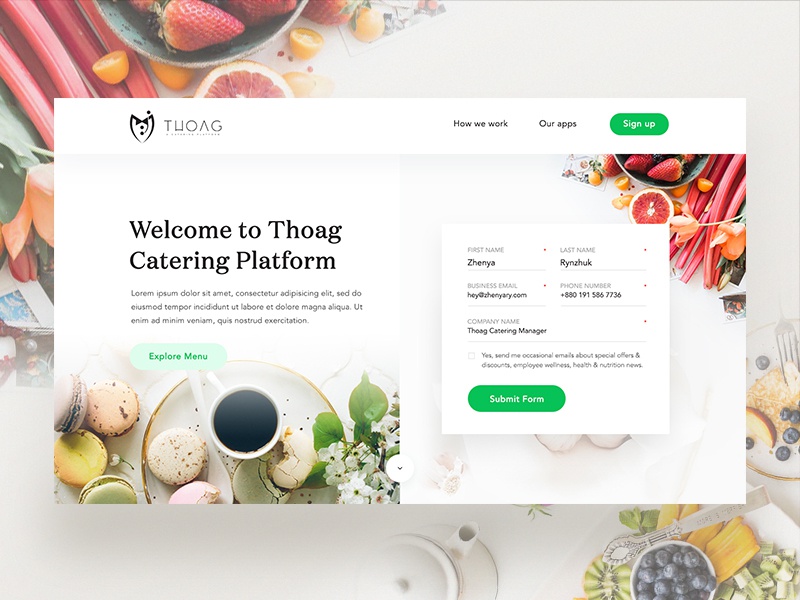 THOAG
A CATERING PLATFORM
How we work
Our apps
Sign up
Welcome to Thoag
Catering Platform
Lorem ipsum dolor sit amet, consectetur adipisicing elit, sed do
eiusmod tempor incididunt ut labore et dolore magna aliqua. Ut
enim ad minim veniam, quis nostrud exercitation.
Explore Menu
FIRST NAME *
LAST NAME *
Zhenya
Rynzhuk
BUSINESS EMAIL *
PHONE NUMBER *
hey@zhenyary.com
+880 191 586 7736
COMPANY NAME *
Thoag Catering Manager
Yes, send me occasional emails about special offers &
discounts, employee wellness, health & nutrition news.
Submit Form